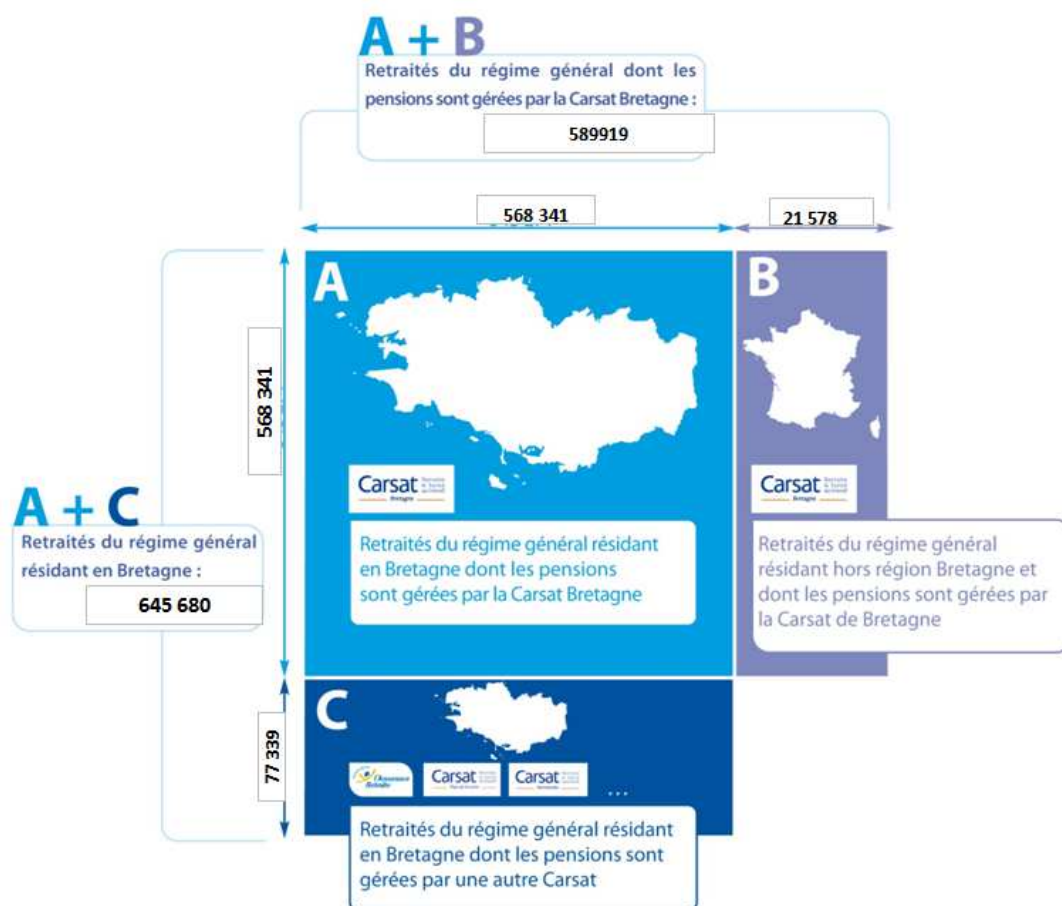 A + B
Retraités du régime général dont les
pensions sont gérées par la Carsat Bretagne :
589919
568 341
21 578
A
B
568 341
A + C
Retraités du régime général
résidant en Bretagne :
645 680
Carsat
Bretagne
Carsat
Bretagne
Retraités du régime général résidant
en Bretagne dont les pensions
sont gérées par la Carsat Bretagne
Retraités du régime général
résidant hors région Bretagne et
dont les pensions sont gérées par
la Carsat de Bretagne
C
77 339
Carsat
Carsat
...
Retraités du régime général résidant
en Bretagne dont les pensions sont
gérées par une autre Carsat